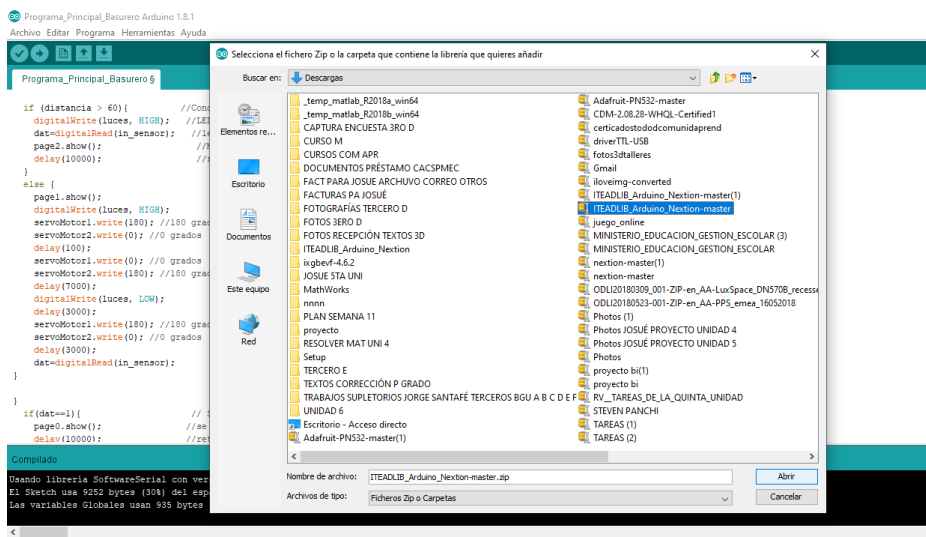 Programa_Principal_Basurero Arduino 1.8.1
Archivo Editar Programa Herramientas Ayuda
Programa_Principal_Basurero §
if (distancia > 60){ //Cond
digitalWrite(luces, HIGH); //LED
dat=digitalRead(in_sensor); //le
page2.show();
delay(10000);
}
else {
page1.show();
digitalWrite(luces, HIGH);
servoMotor1.write(180); //180 grad
servoMotor2.write(0); //0 grados
delay(100);
servoMotor1.write(0); //0 grados
servoMotor2.write(180); //180 grad
delay(7000);
digitalWrite(luces, LOW);
delay(3000);
servoMotor1.write(180); //180 grad
servoMotor2.write(0); //0 grados
delay(3000);
dat=digitalRead(in_sensor);
}
}
if(dat==1){ // S
page0.show(); //se
delay(10000); //ret
Compilado
Usando librería SoftwareSerial con ver
El Sketch usa 9252 bytes (30%) del esp
Las variables Globales usan 935 bytes
Selecciona el fichero Zip o la carpeta que contiene la librería que quieres añadir
Buscar en: Descargas
Elementos re...
Escritorio
Documentos
Este equipo
Red
_temp_matlab_R2018a_win64
_temp_matlab_R2018b_win64
CAPTURA ENCUESTA 3RO D
CURSO M
CURSOS COM APR
DOCUMENTOS PRÉSTAMO CACSPMEC
FACT PARA JOSUE ARCHUVO CORREO OTROS
FACTURAS PA JOSUÉ
FOTOGRAFÍAS TERCERO D
FOTOS 3ERO D
FOTOS RECEPCIÓN TEXTOS 3D
ITEADLIB_Arduino_Nextion
ixgbevf-4.6.2
JOSUE 5TA UNI
MathWorks
nnnn
PLAN SEMANA 11
proyecto
RESOLVER MAT UNI 4
Setup
TERCERO E
TEXTOS CORRECCIÓN P GRADO
TRABAJOS SUPLETORIOS JORGE SANTAFÉ TERCEROS BGU A B C D E F
UNIDAD 6
Escritorio - Acceso directo
Adafruit-PN532-master(1)
Adafruit-PN532-master
CDM-2.08.28-WHQL-Certified1
certicadostododcomunidaprend
driverTTL-USB
fotos3dtalleres
Gmail
iloveimg-converted
ITEADLIB_Arduino_Nextion-master(1)
ITEADLIB_Arduino_Nextion-master
juego_online
MINISTERIO_EDUCACION_GESTION_ESCOLAR (3)
MINISTERIO_EDUCACION_GESTION_ESCOLAR
nextion-master(1)
nextion-master
ODLI20180309_001-ZIP-en_AA-LuxSpace_DN570B_recesse
ODLI20180523-001-ZIP-en_AA-PPS_emea_16052018
Photos (1)
Photos JOSUÉ PROYECTO UNIDAD 4
Photos JOSUÉ PROYECTO UNIDAD 5
Photos
proyecto bi(1)
proyecto bi
RV__TAREAS_DE_LA_QUINTA_UNIDAD
STEVEN PANCHI
TAREAS (1)
TAREAS (2)
Nombre de archivo: ITEADLIB_Arduino_Nextion-master.zip
Abrir
Archivos de tipo: Ficheros Zip o Carpetas
Cancelar